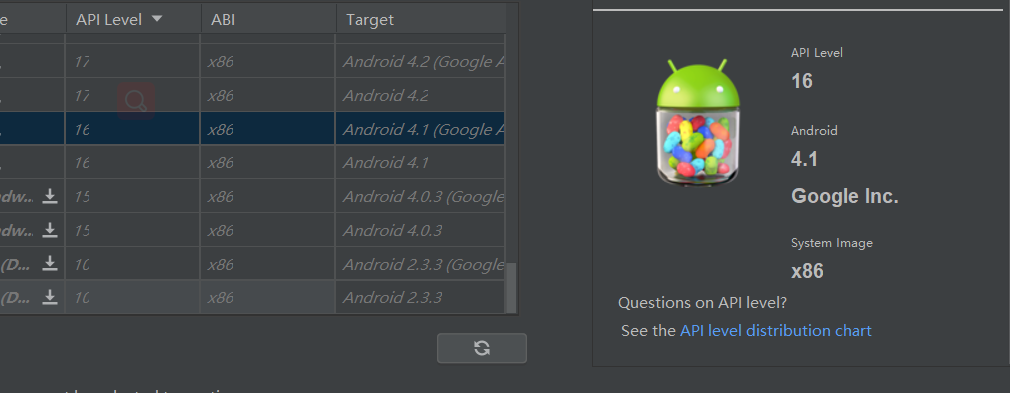 e API Level ABI Target
17 x86 Android 4.2 (Google A
17 x86 Android 4.2
16 x86 Android 4.1 (Google A
16 x86 Android 4.1
dw... 15 x86 Android 4.0.3 (Google
ndw... 15 x86 Android 4.0.3
(D... 10 x86 Android 2.3.3 (Google
(D... 10 x86 Android 2.3.3
API Level
16
Android
4.1
Google Inc.
System Image
x86
Questions on API level?
See the API level distribution chart